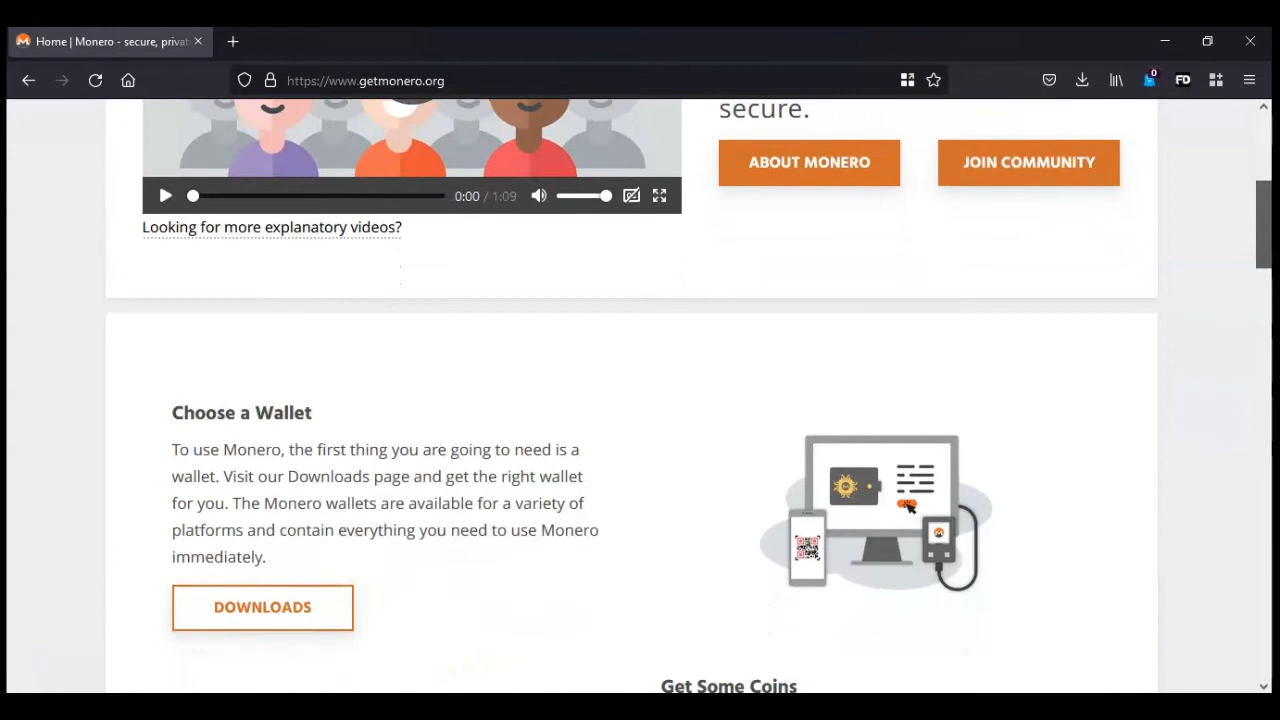 Home | Monero - secure, privat
https://www.getmonero.org
0
FD
secure.
ABOUT MONERO
JOIN COMMUNITY
0:00 / 1:09
Looking for more explanatory videos?
Choose a Wallet
To use Monero, the first thing you are going to need is a
wallet. Visit our Downloads page and get the right wallet
for you. The Monero wallets are available for a variety of
platforms and contain everything you need to use Monero
immediately.
DOWNLOADS
Get Some Coins